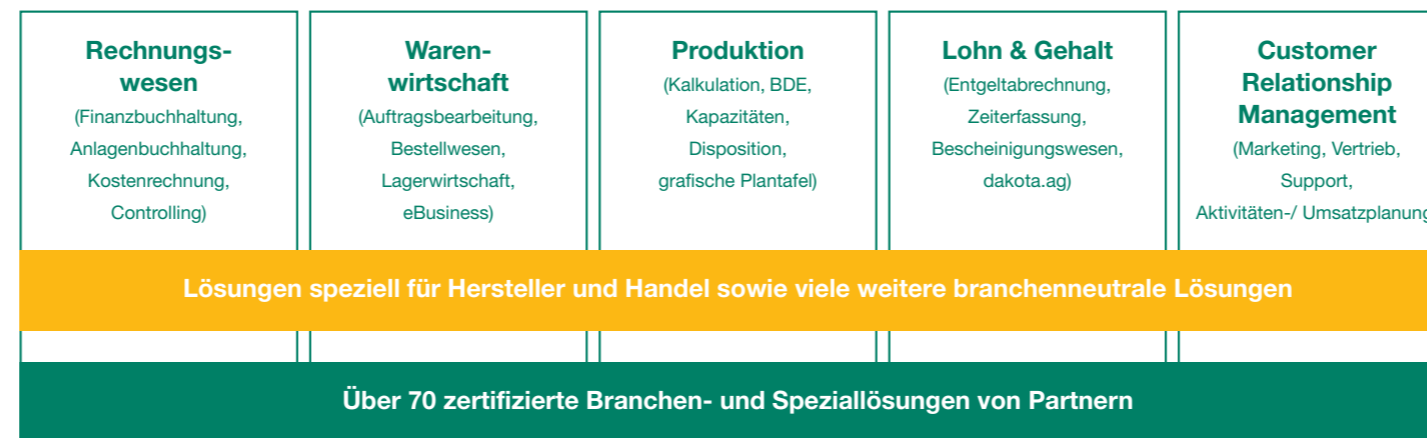 Rechnungs-
wesen
(Finanzbuchhaltung,
Anlagenbuchhaltung,
Kostenrechnung,
Controlling)
Waren-
wirtschaft
(Auftragsbearbeitung,
Bestellwesen,
Lagerwirtschaft,
eBusiness)
Produktion
(Kalkulation, BDE,
Kapazitäten,
Disposition,
grafische Plantafel)
Lohn & Gehalt
(Entgeltabrechnung,
Zeiterfassung,
Bescheinigungswesen,
dakota.ag)
Customer
Relationship
Management
(Marketing, Vertrieb,
Support,
Aktivitäten-/ Umsatzplanung
Lösungen speziell für Hersteller und Handel sowie viele weitere branchenneutrale Lösungen
Über 70 zertifizierte Branchen- und Speziallösungen von Partnern